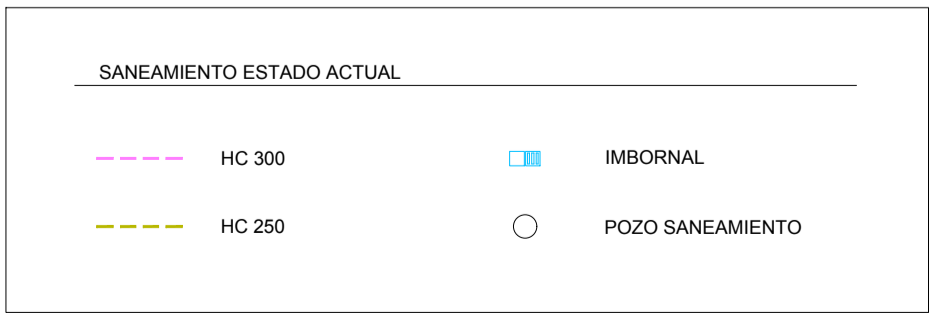 SANEAMIENTO ESTADO ACTUAL
HC 300
IMBORNAL
HC 250
POZO SANEAMIENTO